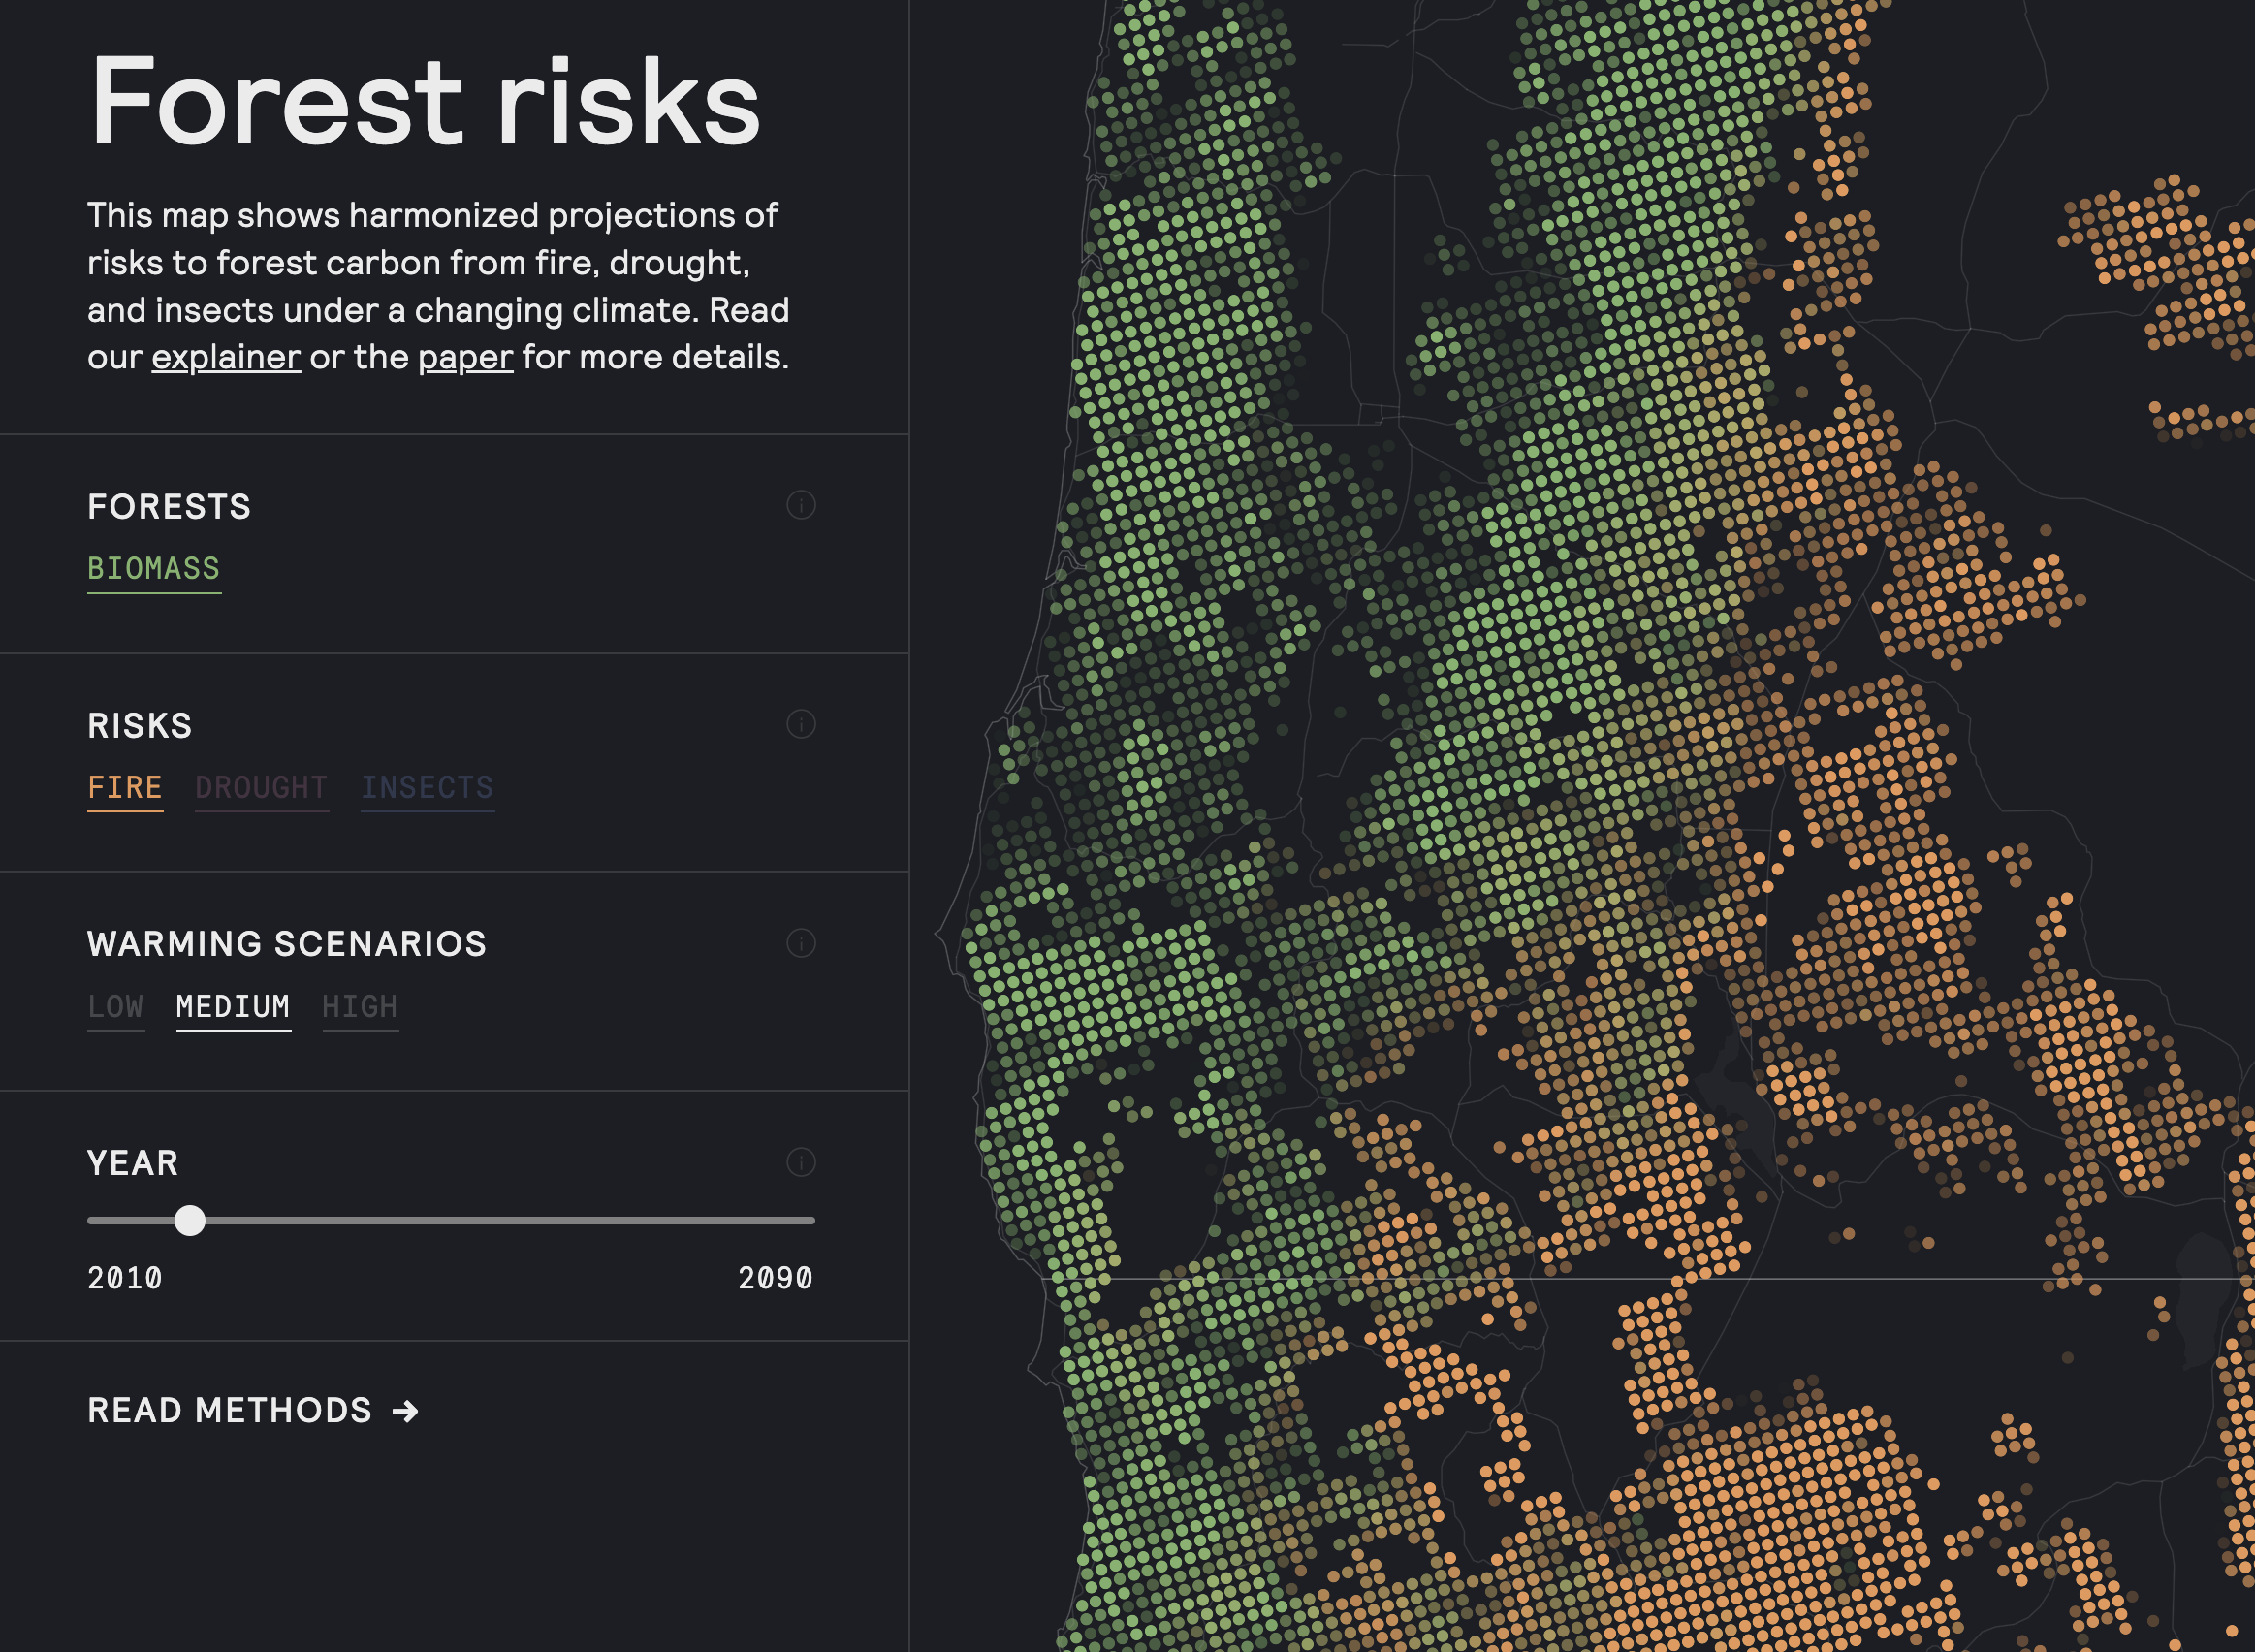 Forest risks
This map shows harmonized projections of
risks to forest carbon from fire, drought,
and insects under a changing climate. Read
our explainer or the paper for more details.
FORESTS
BIOMASS
RISKS
FIRE DROUGHT INSECTS
WARMING SCENARIOS
LOW MEDIUM HIGH
YEAR
2010 2090
READ METHODS →